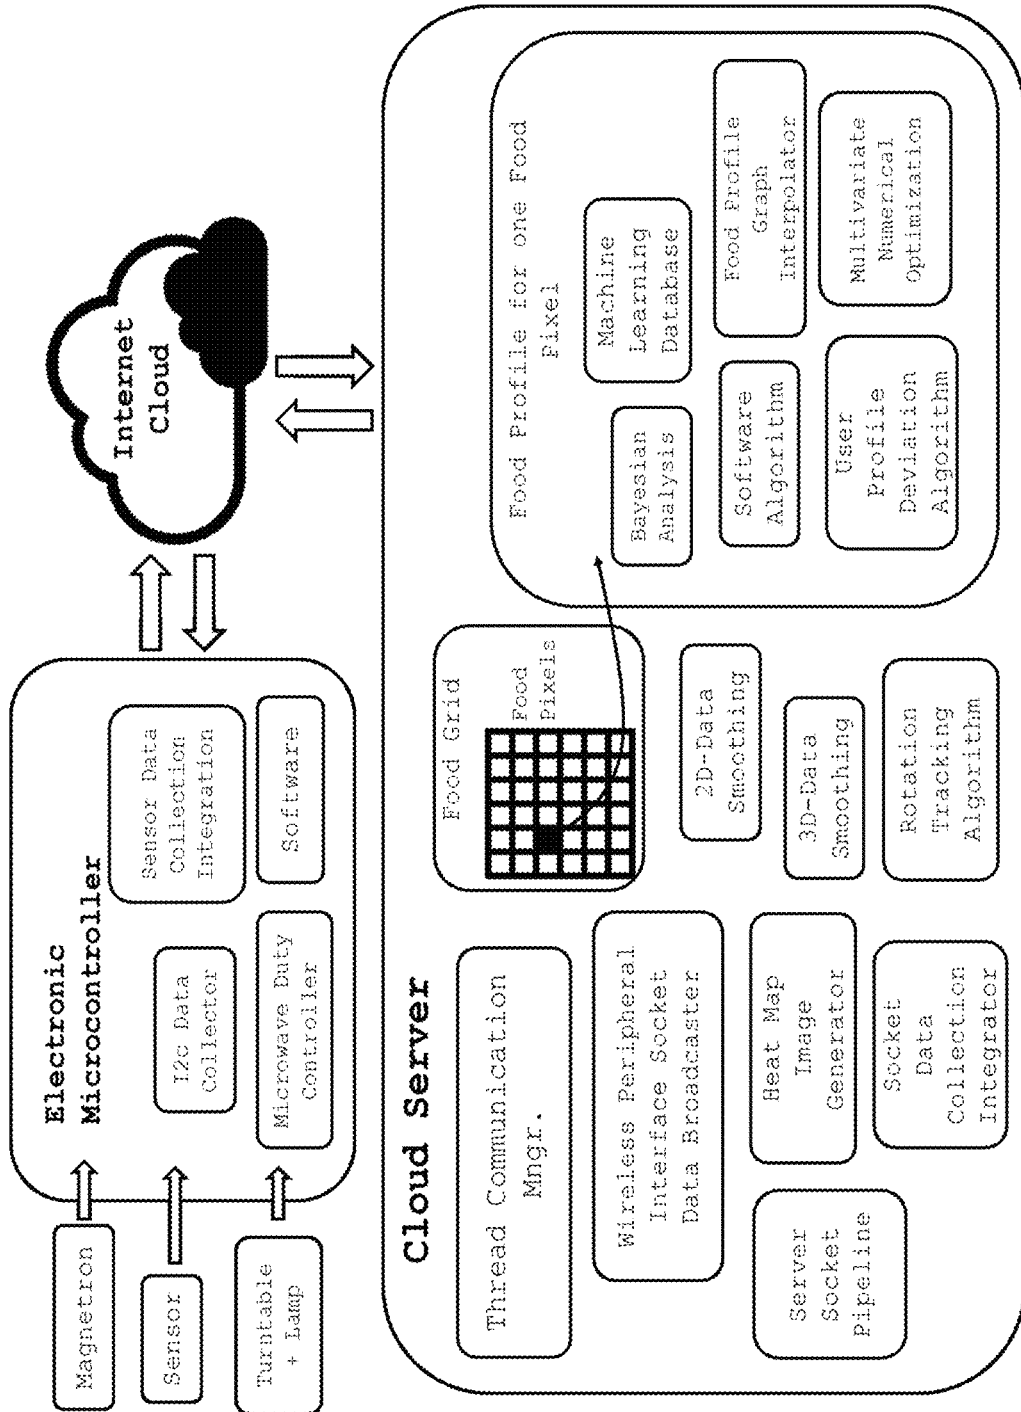 Magnetron
Sensor
Turntable
+ Lamp
Electronic
Microcontroller
I2c Data
Collector
Microwave Duty
Controller
Sensor Data
Collection
Integration
Software
Internet
Cloud
Cloud Server
Thread Communication
Mngr.
Wireless Peripheral
Interface Socket
Data Broadcaster
Server
Socket
Pipeline
Heat Map
Image
Generator
Socket
Data
Collection
Integrator
Food Grid
Food
Pixels
2D-Data
Smoothing
3D-Data
Smoothing
Rotation
Tracking
Algorithm
Food Profile for one Food
Pixel
Bayesian
Analysis
Machine
Learning
Database
Software
Algorithm
Food Profile
Graph
Interpolator
User
Profile
Deviation
Algorithm
Multivariate
Numerical
Optimization